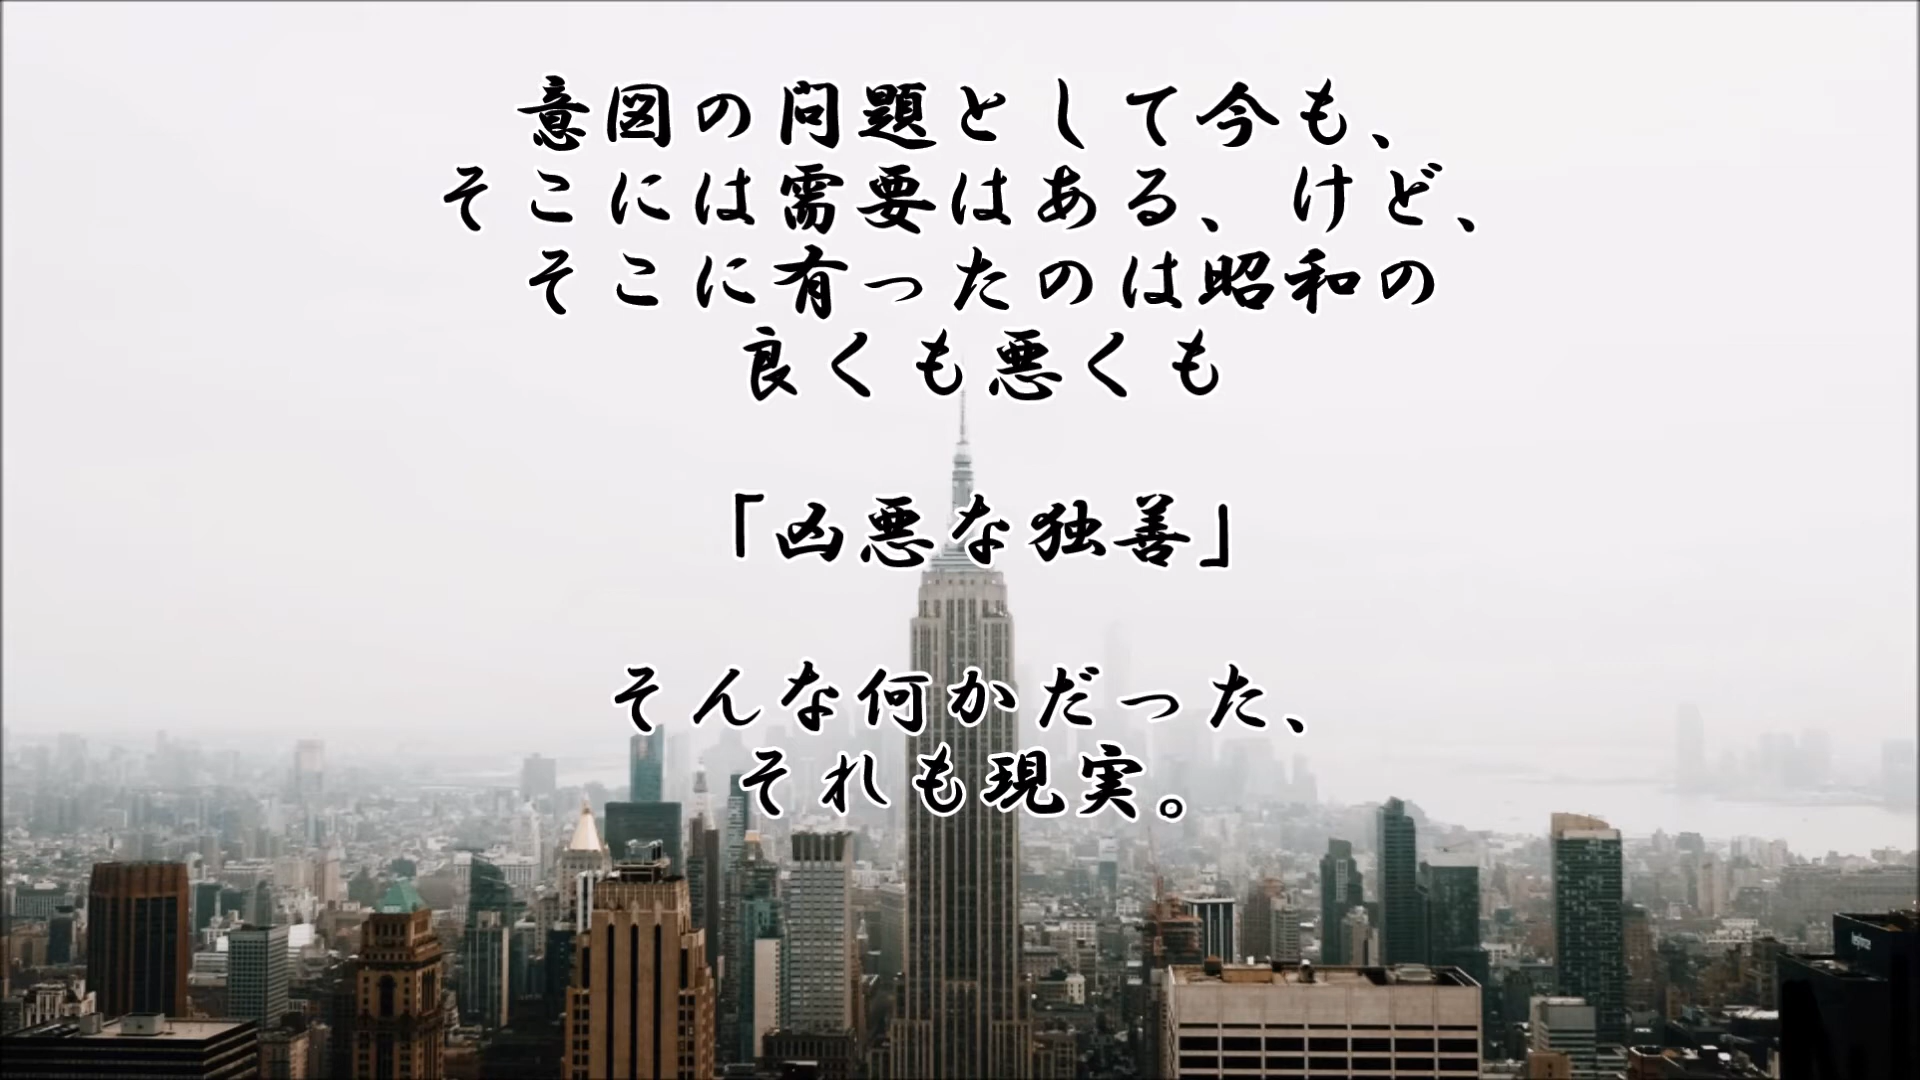 意図の問題として今も、
そこには需要はある、けど、
そこに有ったのは昭和の
良くも悪くも
「凶悪な独善」
そんな何かだった、
それも現実。